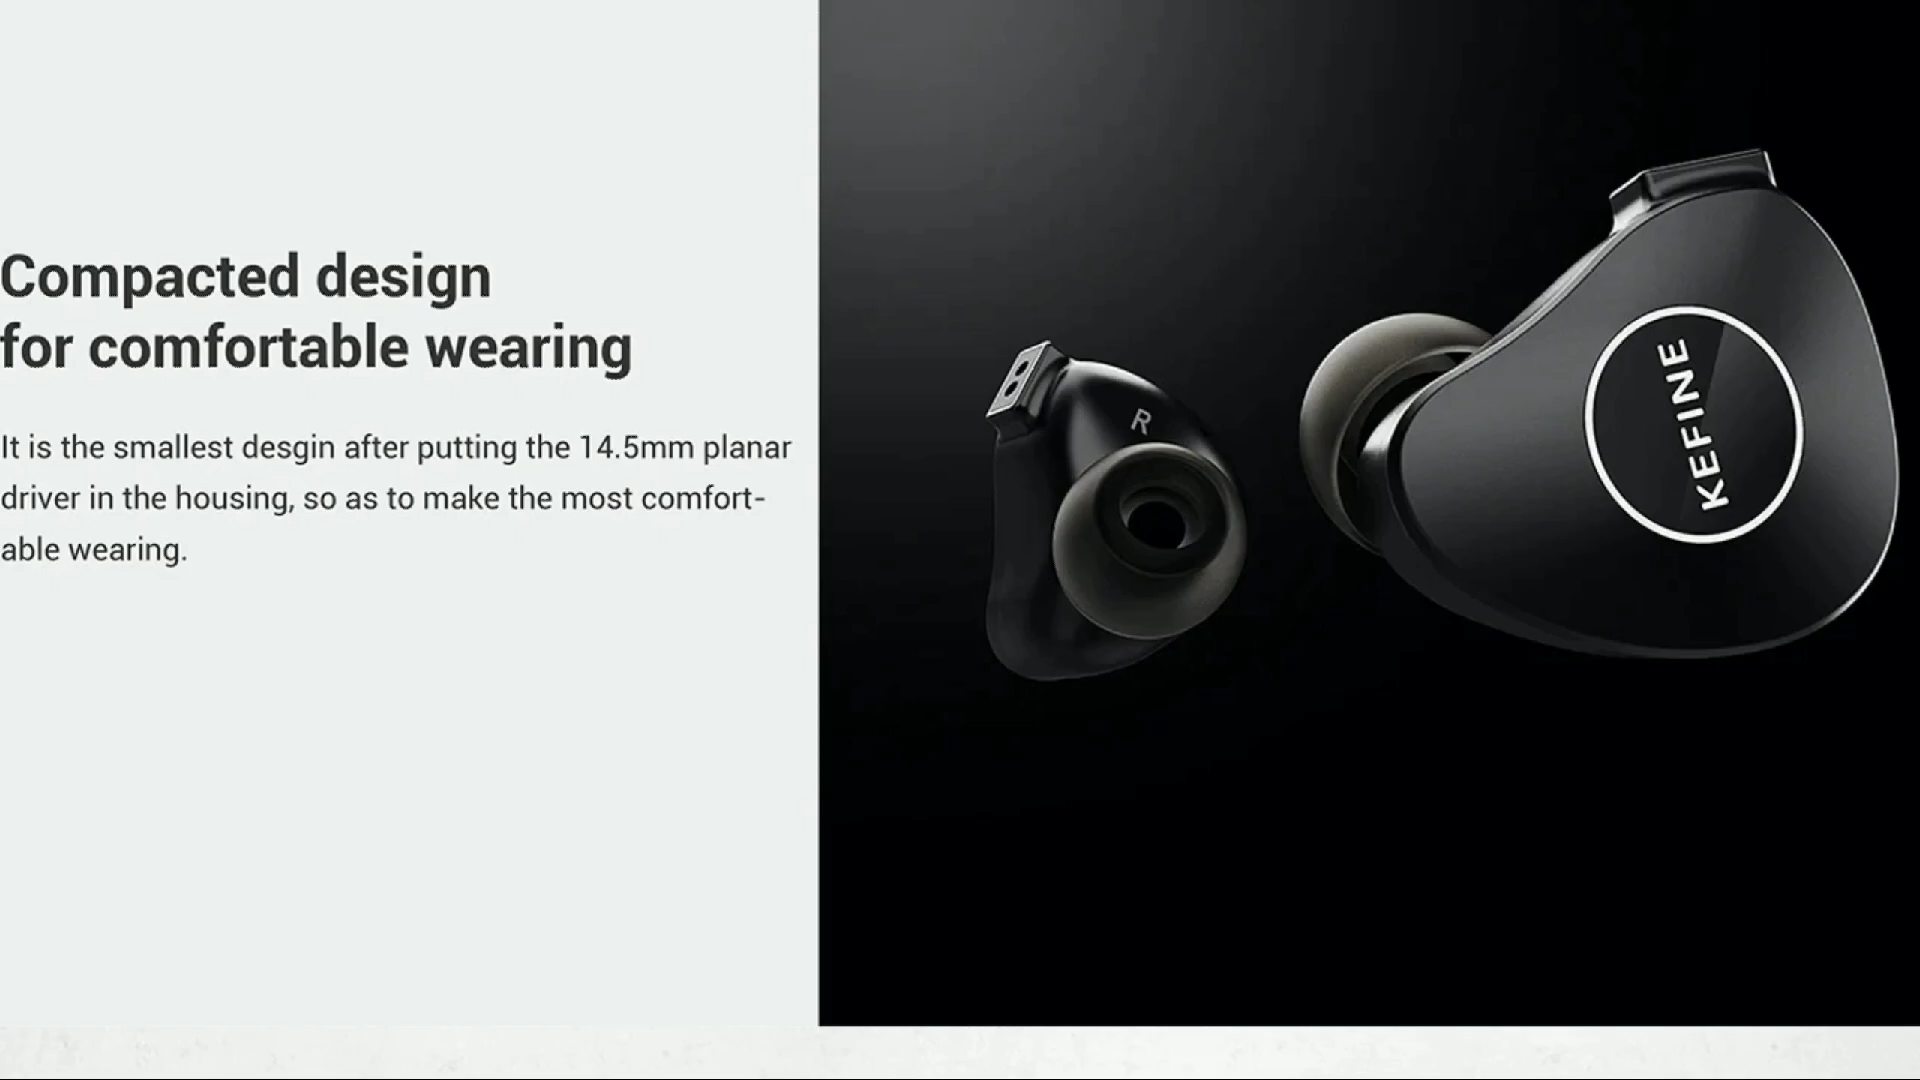 Compacted design
for comfortable wearing
It is the smallest desgin after putting the 14.5mm planar
driver in the housing, so as to make the most comfort-
able wearing.
R
KEFINE